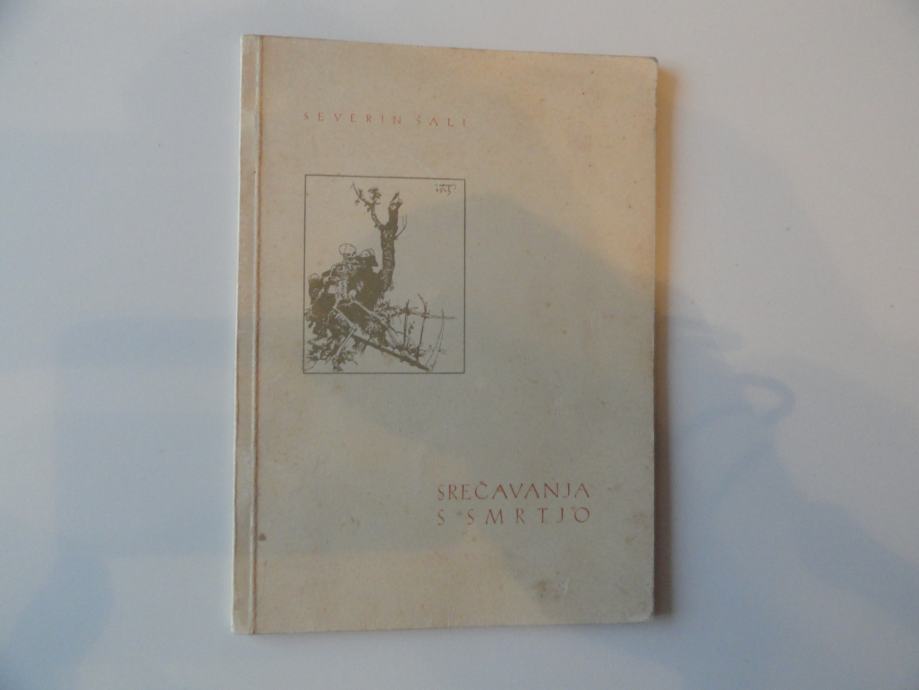 SEVERIN ŠALI
SREČAVANJA
S SMRTJO